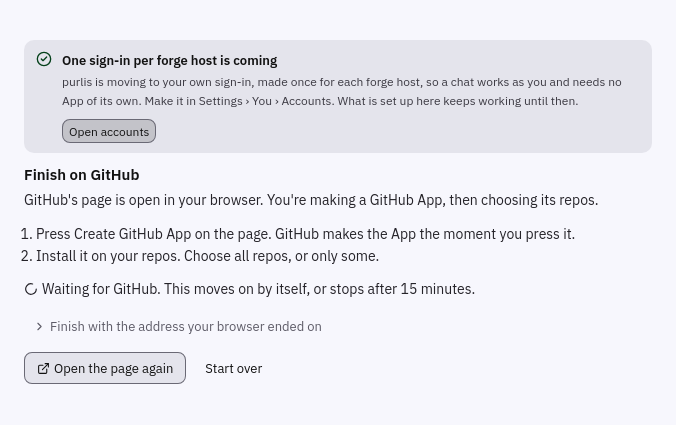 One sign-in per forge host is coming
purlis is moving to your own sign-in, made once for each forge host, so a chat works as you and needs no
App of its own. Make it in Settings › You › Accounts. What is set up here keeps working until then.
Open accounts
Finish on GitHub
GitHub's page is open in your browser. You're making a GitHub App, then choosing its repos.
1. Press Create GitHub App on the page. GitHub makes the App the moment you press it.
2. Install it on your repos. Choose all repos, or only some.
Waiting for GitHub. This moves on by itself, or stops after 15 minutes.
Finish with the address your browser ended on
Open the page again
Start over